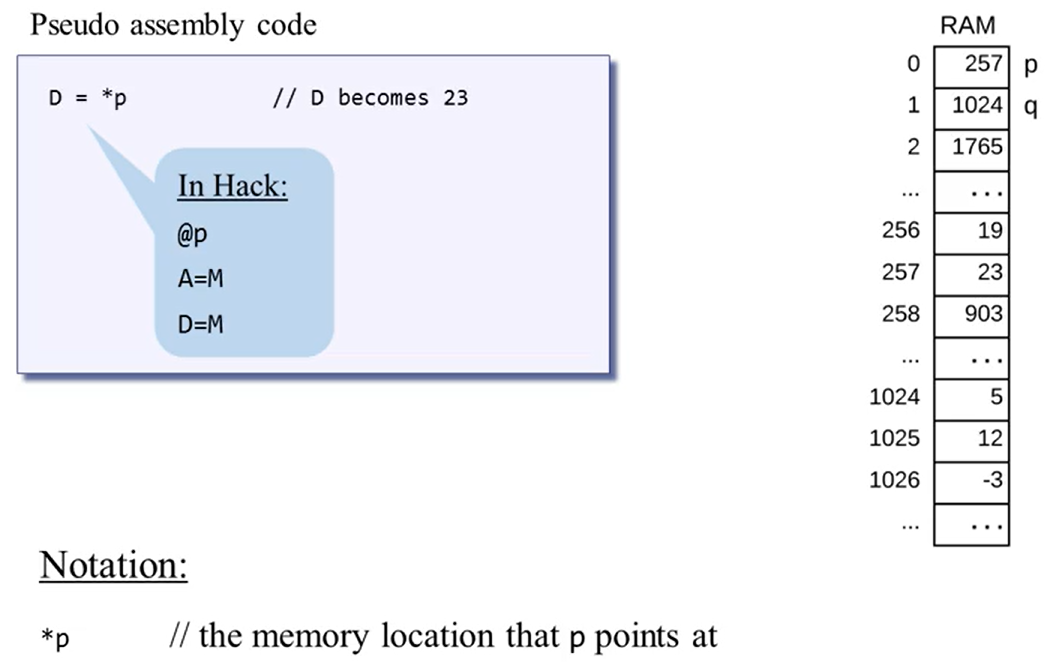 Pseudo assembly code
D = *p // D becomes 23
In Hack:
@p
A=M
D=M
RAM
0 257 p
1 1024 q
2 1765
... ...
256 19
257 23
258 903
... ...
1024 5
1025 12
1026 -3
... ...
Notation:
*p // the memory location that p points at